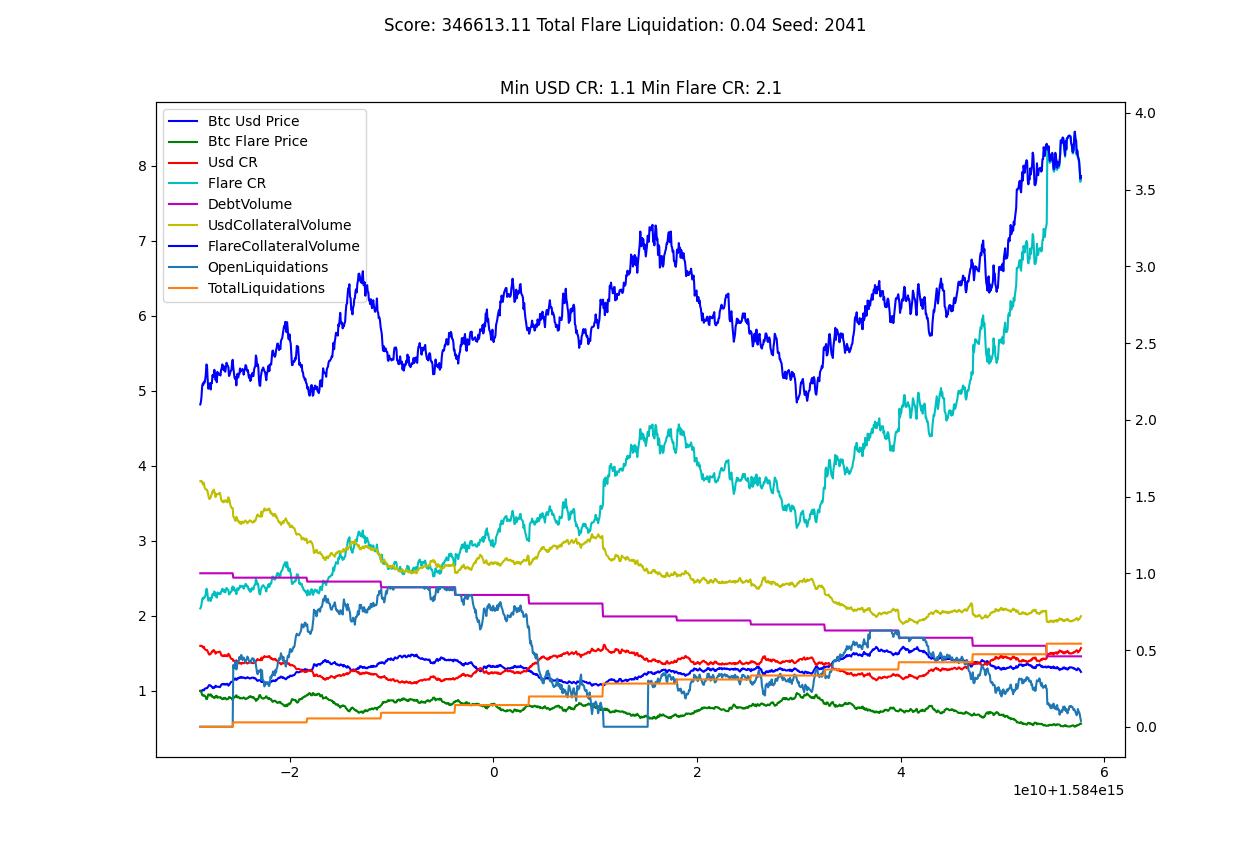 Score: 346613.11 Total Flare Liquidation: 0.04 Seed: 2041
Min USD CR: 1.1 Min Flare CR: 2.1
Btc Usd Price
Btc Flare Price
Usd CR
Flare CR
DebtVolume
UsdCollateralVolume
FlareCollateralVolume
OpenLiquidations
TotalLiquidations
8
7
6
5
4
3
2
1
4.0
3.5
3.0
2.5
2.0
1.5
1.0
0.5
0.0
−2 0 2 4 6
1e10+1.584e15